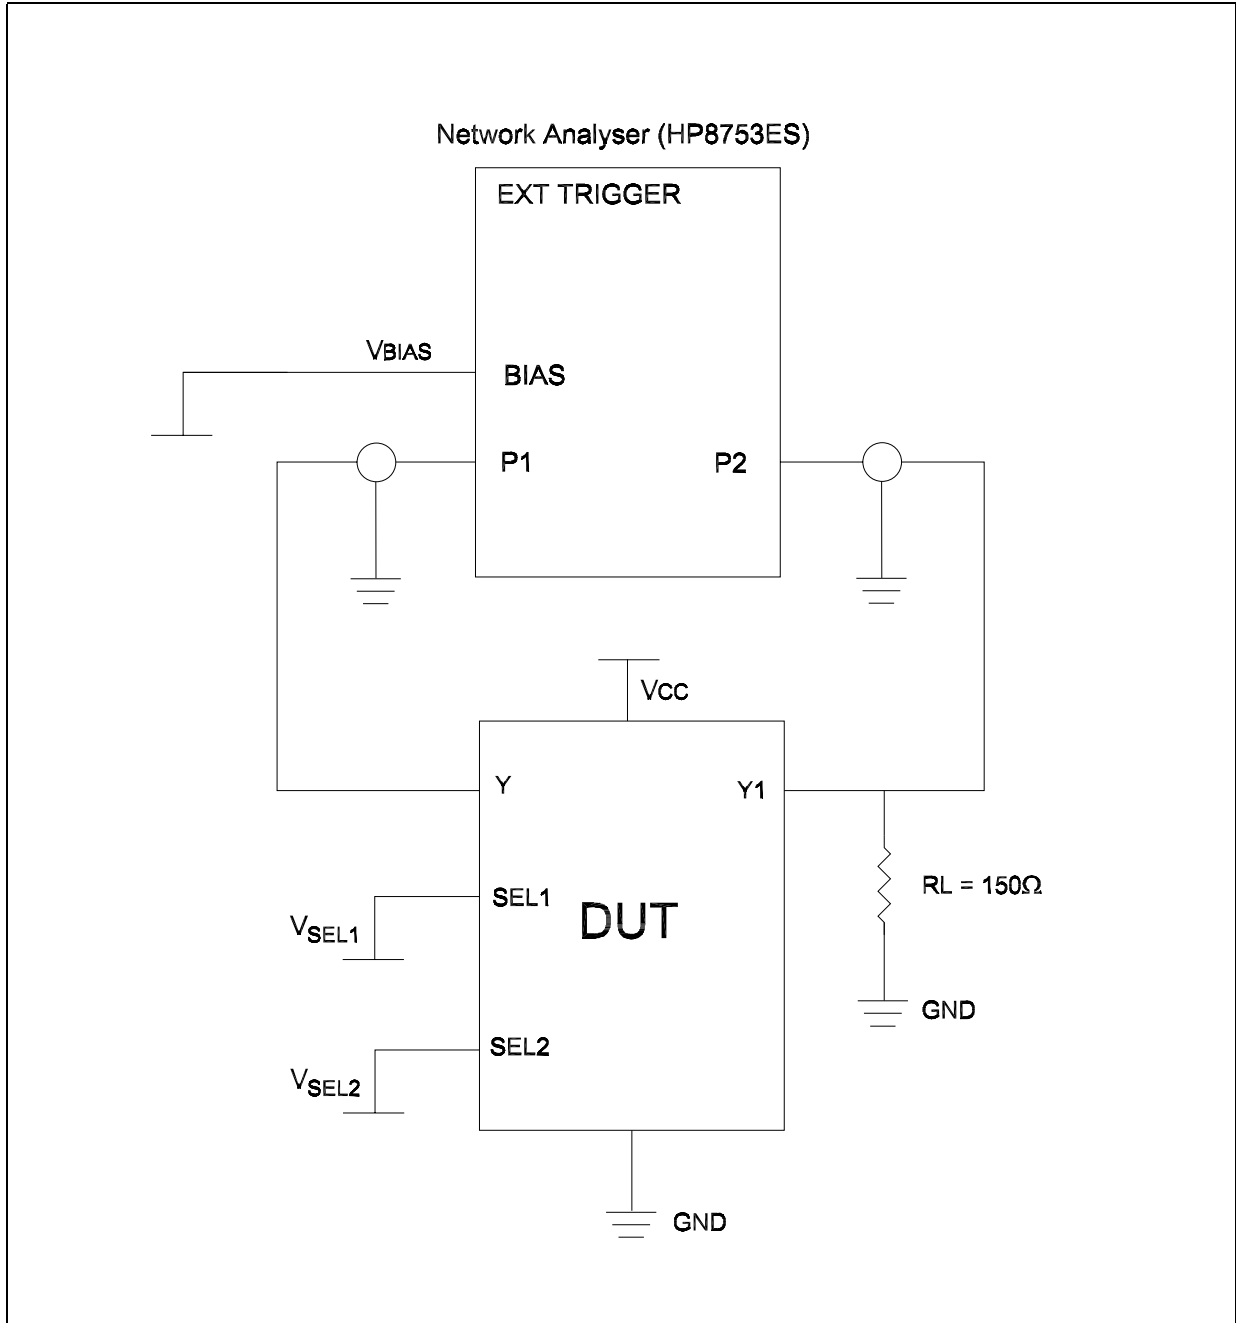 Network Analyser (HP8753ES)
EXT TRIGGER
VBIAS
BIAS
P1
P2
VCC
Y
Y1
SEL1
DUT
RL = 150Ω
VSEL1
GND
SEL2
VSEL2
GND